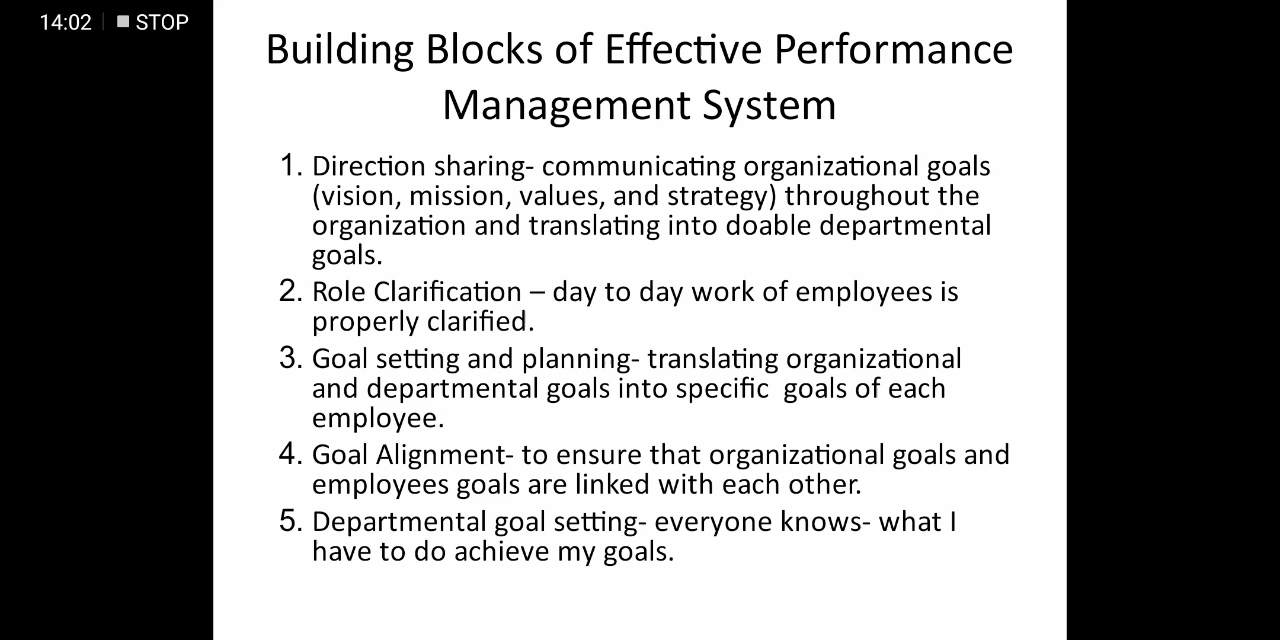 14:02 STOP
Building Blocks of Effective Performance
Management System
1. Direction sharing- communicating organizational goals
(vision, mission, values, and strategy) throughout the
organization and translating into doable departmental
goals.
2. Role Clarification – day to day work of employees is
properly clarified.
3. Goal setting and planning- translating organizational
and departmental goals into specific  goals of each
employee.
4. Goal Alignment- to ensure that organizational goals and
employees goals are linked with each other.
5. Departmental goal setting- everyone knows- what I
have to do achieve my goals.